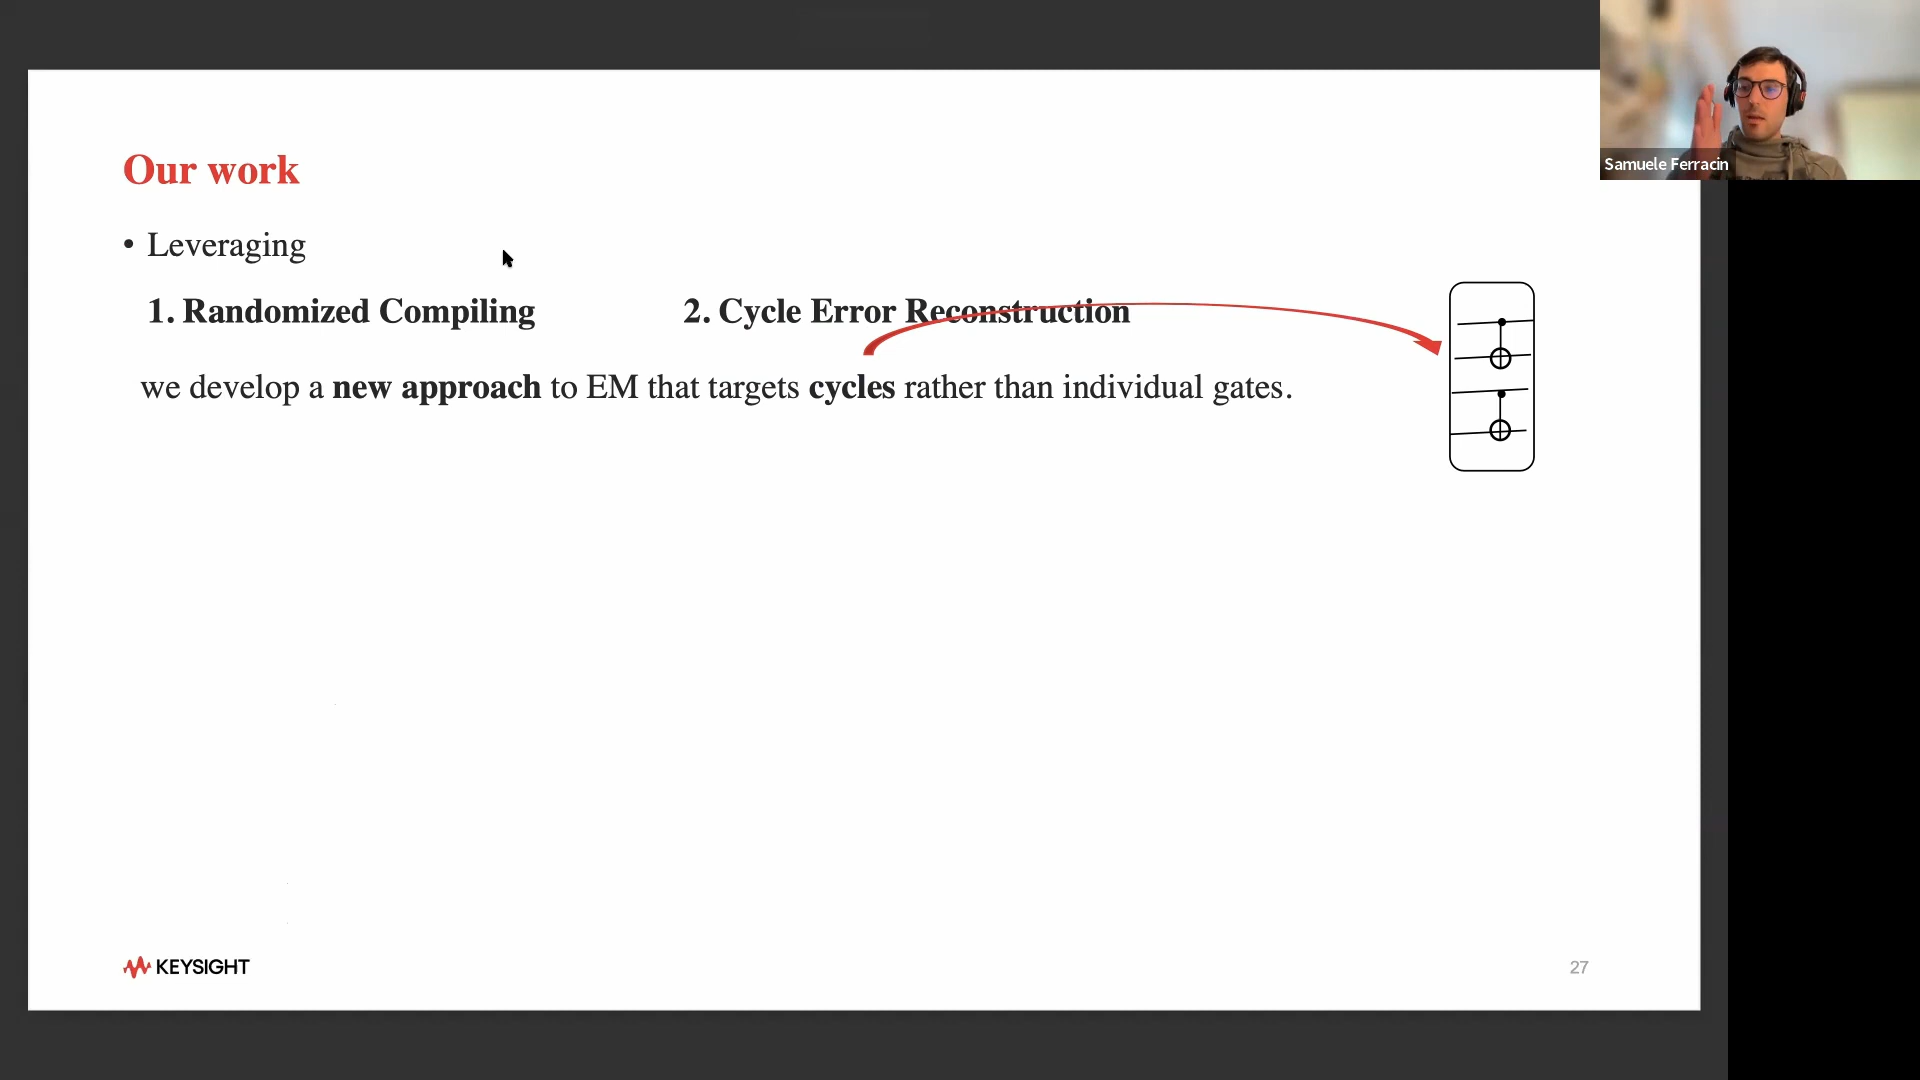 Samuele Ferracin
Our work
• Leveraging
1. Randomized Compiling 2. Cycle Error Reconstruction
we develop a new approach to EM that targets cycles rather than individual gates.
KEYSIGHT
27